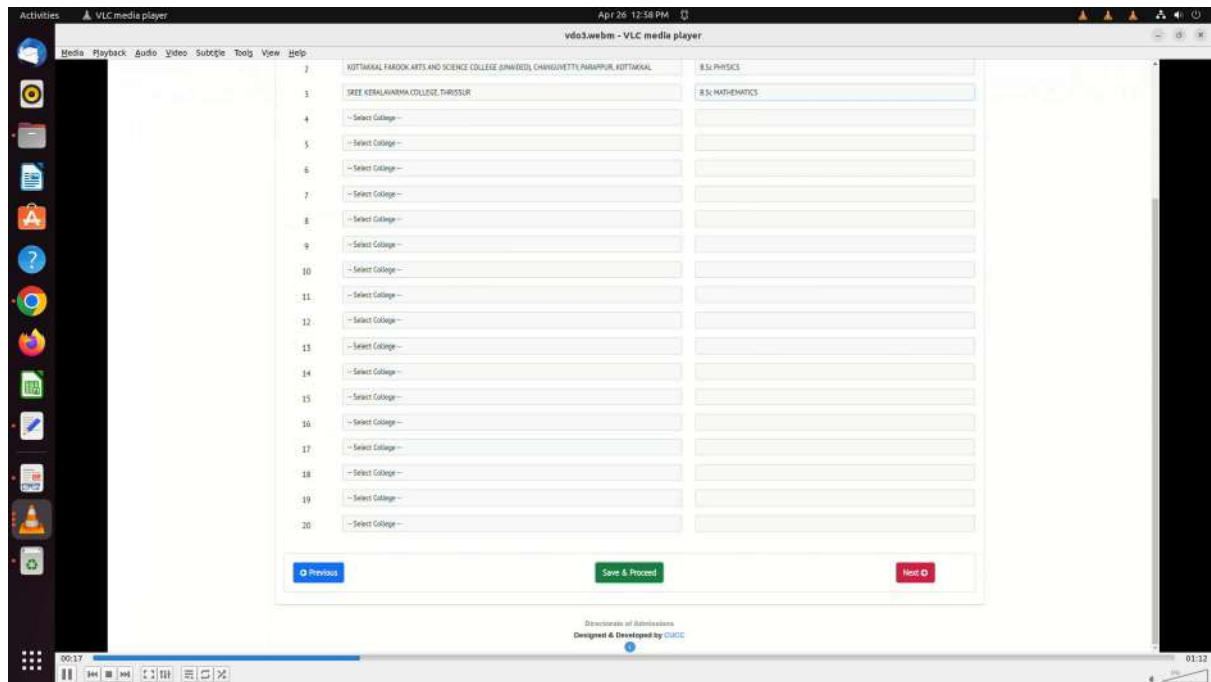 Activities VLC media player Apr 26 12:58 PM
vdo3.webm - VLC media player
Media Playback Audio Video Subtitle Tools View Help
2 KOTTAKKAL FAROOK ARTS AND SCIENCE COLLEGE (UNAIDED), CHANGUVETTY, PARAPPUR, KOTTAKKAL B.Sc PHYSICS
3 SREE KERALAVARMA COLLEGE, THRISSUR B.Sc MATHEMATICS
4 -- Select College --
5 -- Select College --
6 -- Select College --
7 -- Select College --
8 -- Select College --
9 -- Select College --
10 -- Select College --
11 -- Select College --
12 -- Select College --
13 -- Select College --
14 -- Select College --
15 -- Select College --
16 -- Select College --
17 -- Select College --
18 -- Select College --
19 -- Select College --
20 -- Select College --
Previous Save & Proceed Next
Directorate of Admissions
Designed & Developed by CUCC
00:17 01:12